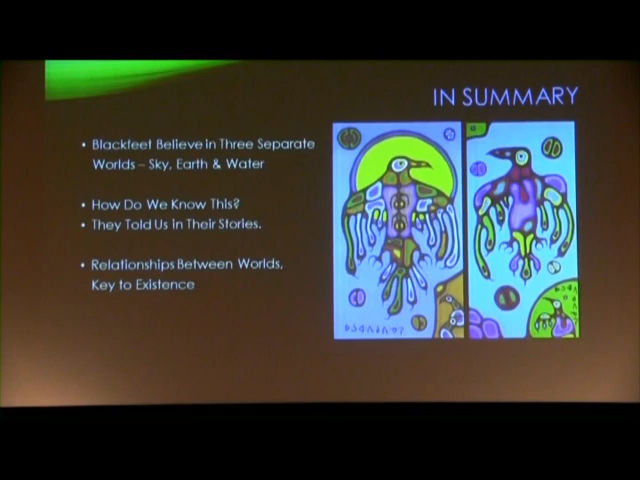 IN SUMMARY
• Blackfeet Believe in Three Separate
Worlds – Sky, Earth & Water
• How Do We Know This?
• They Told Us in Their Stories.
• Relationships Between Worlds,
Key to Existence